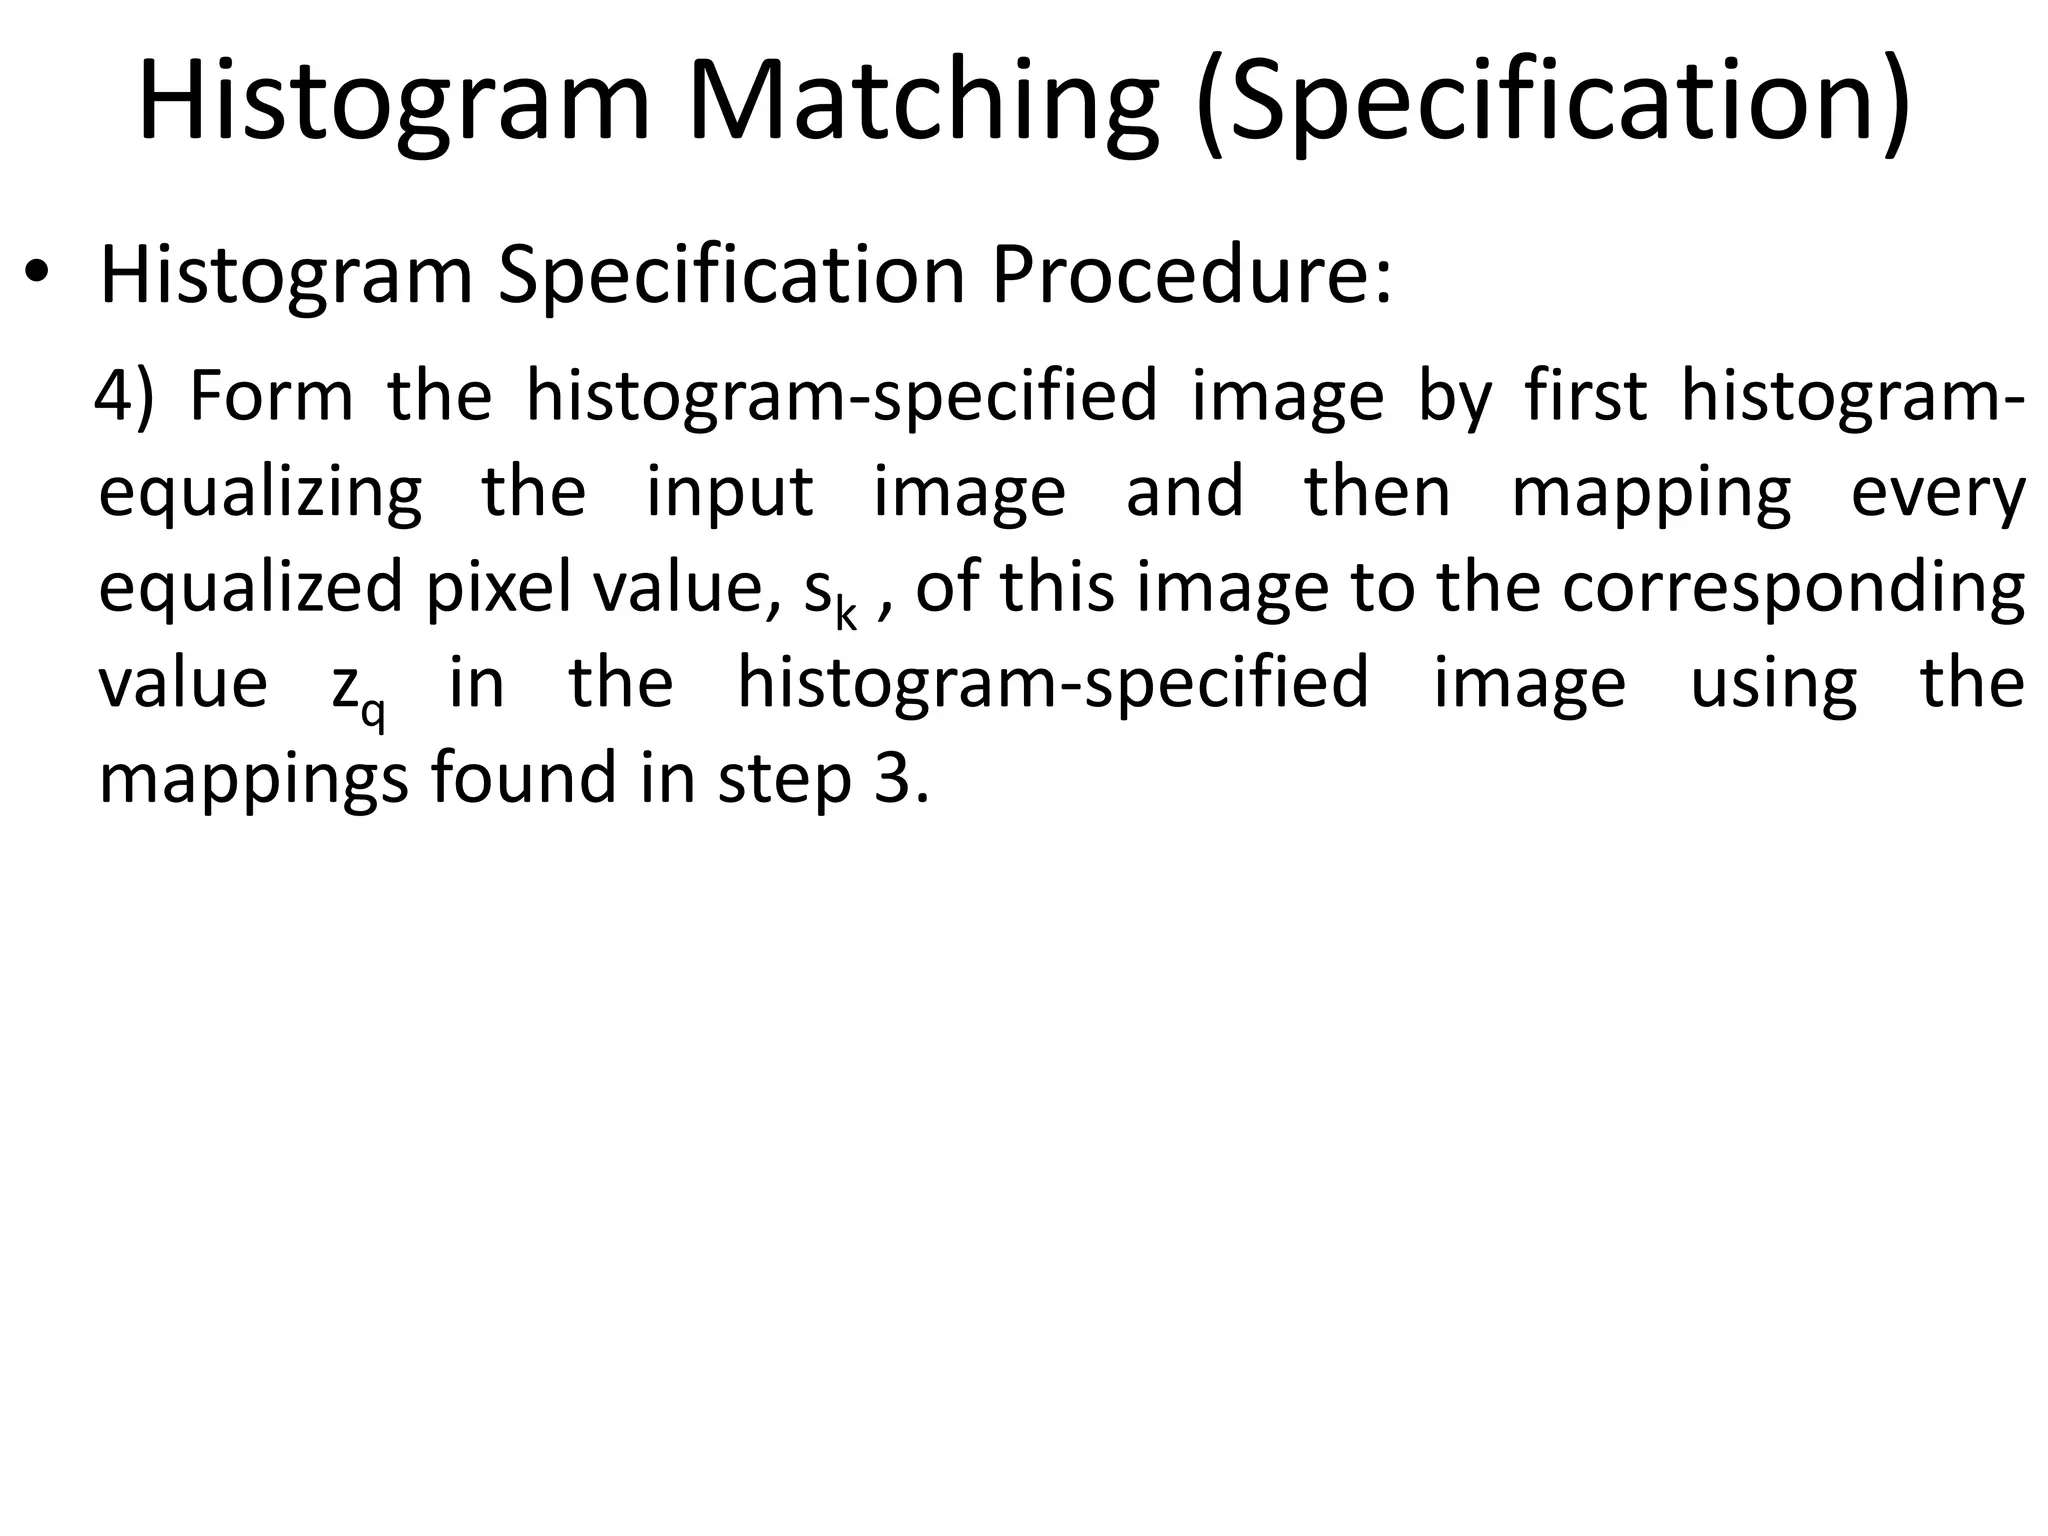 Histogram Matching (Specification)
• Histogram Specification Procedure:
4) Form the histogram-specified image by first histogram-
equalizing the input image and then mapping every
equalized pixel value, sₖ , of this image to the corresponding
value z_q in the histogram-specified image using the
mappings found in step 3.